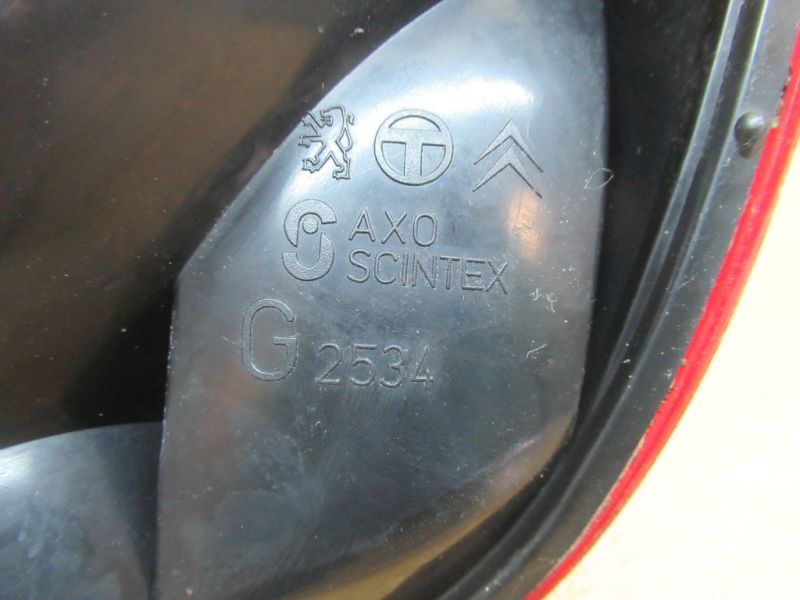 AXO
SCINTEX
G 2534